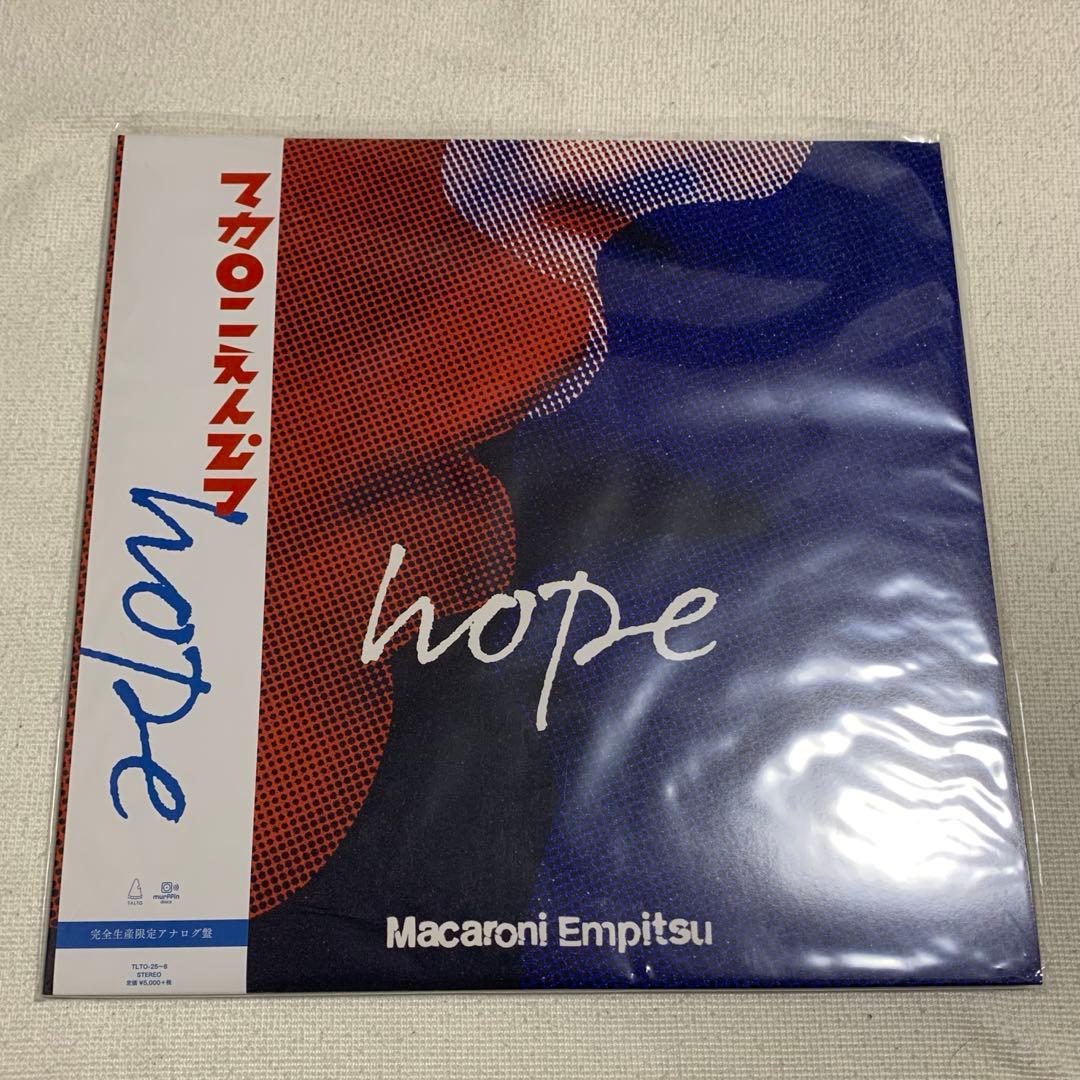 マカロニえんぴつ
hope
TALTO
murffin
discs
完全生産限定アナログ盤
TLTO-25~6
STEREO
定価 ¥5,000+税
hope
Macaroni Empitsu